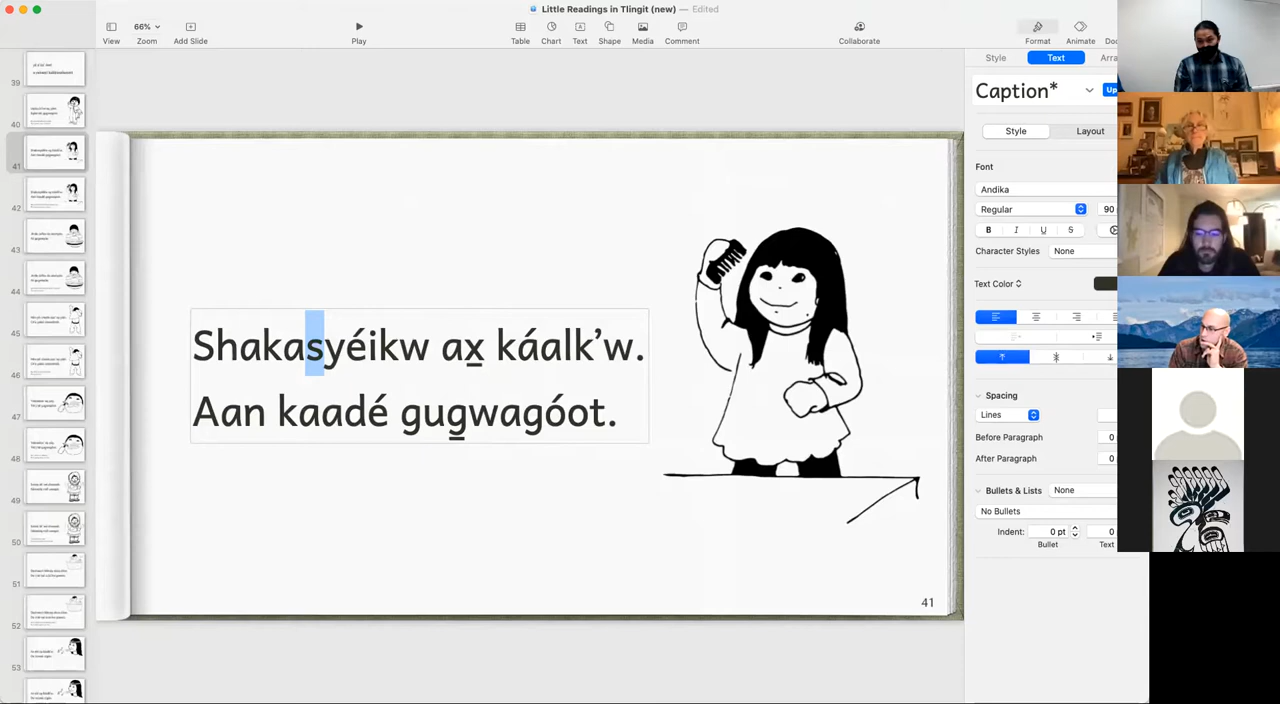 Little Readings in Tlingit (new) — Edited
66%
View
Zoom
Add Slide
Play
Table
Chart
Text
Shape
Media
Comment
Collaborate
Format
Animate
Style
Text
Caption*
Style
Layout
Font
Andika
Regular
90
B I U S
Character Styles
None
Text Color
Spacing
Lines
Before Paragraph
0
After Paragraph
0
Bullets & Lists
None
No Bullets
Indent:
0 pt
0
Bullet
Text
39
40
41
42
43
44
45
46
47
48
49
50
51
52
53
Shakasyéikw ax̱ káalk’w.
Aan kaadé gug̱wagóot.
41